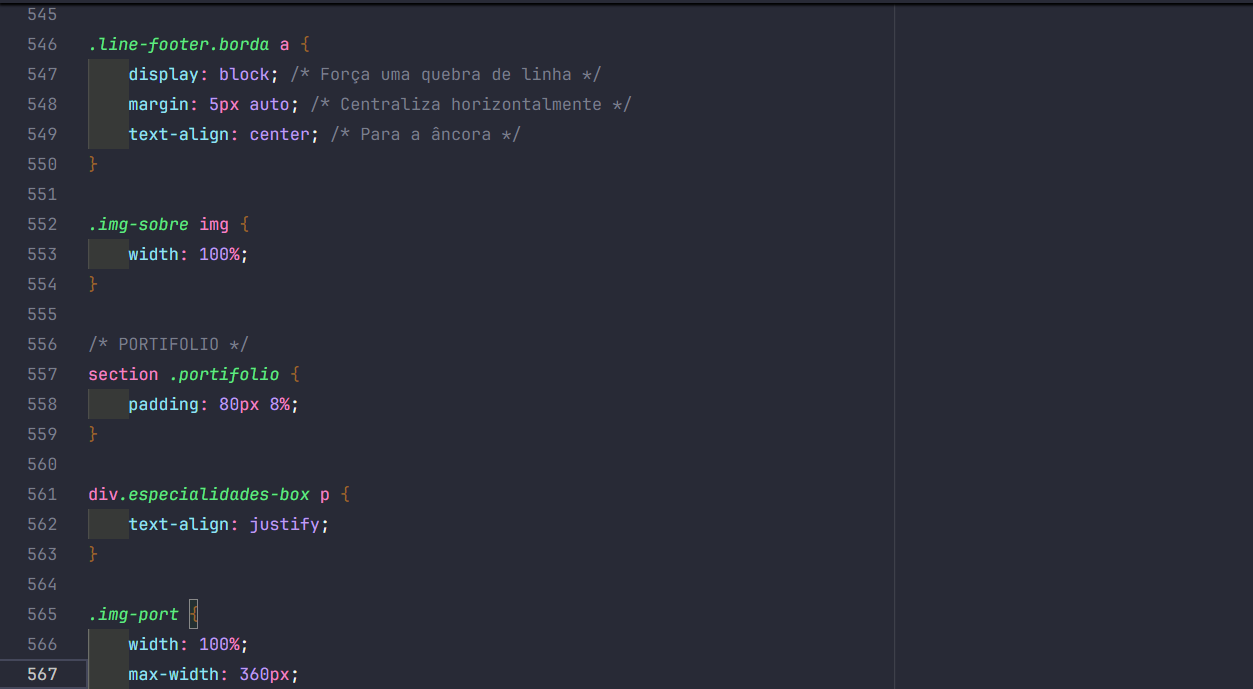 545
546 .line-footer.borda a {
547     display: block; /* Força uma quebra de linha */
548     margin: 5px auto; /* Centraliza horizontalmente */
549     text-align: center; /* Para a âncora */
550 }
551
552 .img-sobre img {
553     width: 100%;
554 }
555
556 /* PORTIFOLIO */
557 section .portifolio {
558     padding: 80px 8%;
559 }
560
561 div.especialidades-box p {
562     text-align: justify;
563 }
564
565 .img-port {
566     width: 100%;
567     max-width: 360px;